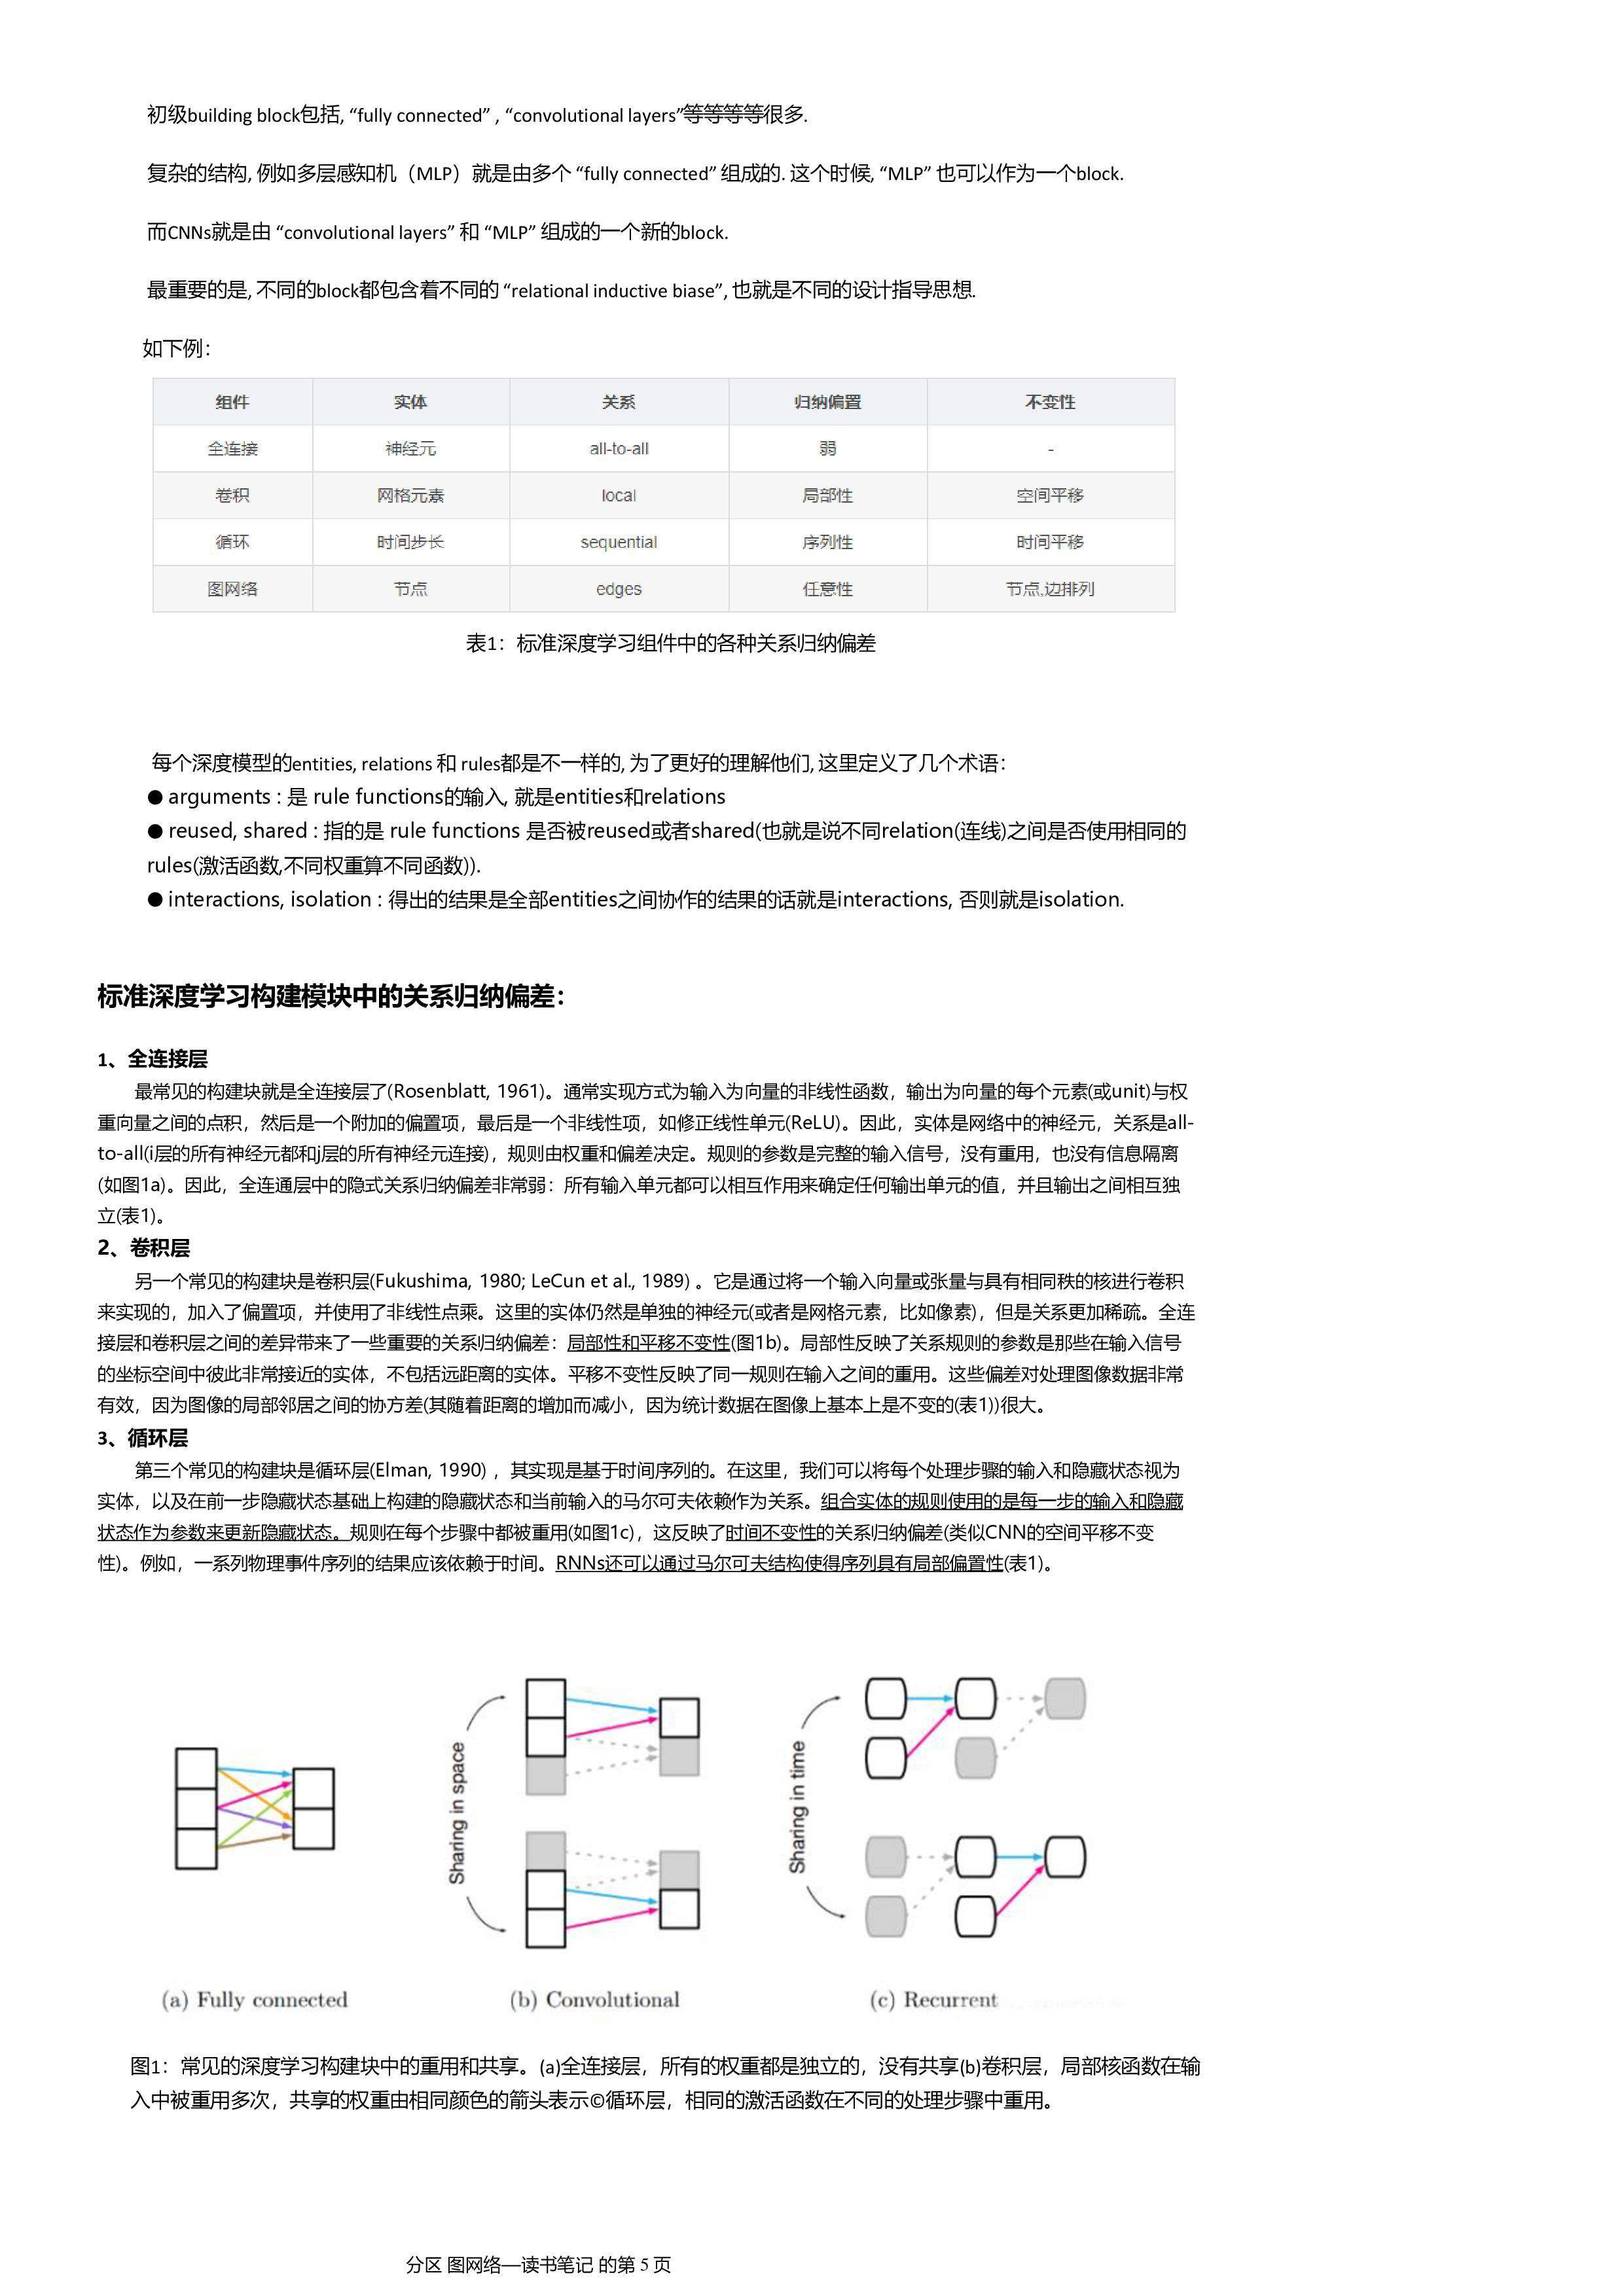 初级building block包括, “fully connected” , “convolutional layers”等等等等很多.
复杂的结构, 例如多层感知机（MLP）就是由多个 “fully connected” 组成的. 这个时候, “MLP” 也可以作为一个block.
而CNNs就是由 “convolutional layers” 和 “MLP” 组成的一个新的block.
最重要的是, 不同的block都包含着不同的 “relational inductive biase”, 也就是不同的设计指导思想.
如下例：
组件 实体 关系 归纳偏置 不变性
全连接 神经元 all-to-all 弱 -
卷积 网格元素 local 局部性 空间平移
循环 时间步长 sequential 序列性 时间平移
图网络 节点 edges 任意性 节点,边排列
表1：标准深度学习组件中的各种关系归纳偏差
每个深度模型的entities, relations 和 rules都是不一样的, 为了更好的理解他们, 这里定义了几个术语：
● arguments : 是 rule functions的输入, 就是entities和relations
● reused, shared : 指的是 rule functions 是否被reused或者shared(也就是说不同relation(连线)之间是否使用相同的
rules(激活函数,不同权重算不同函数)).
● interactions, isolation : 得出的结果是全部entities之间协作的结果的话就是interactions, 否则就是isolation.
标准深度学习构建模块中的关系归纳偏差：
1、全连接层
最常见的构建块就是全连接层了(Rosenblatt, 1961)。通常实现方式为输入为向量的非线性函数，输出为向量的每个元素(或unit)与权
重向量之间的点积，然后是一个附加的偏置项，最后是一个非线性项，如修正线性单元(ReLU)。因此，实体是网络中的神经元，关系是all-
to-all(i层的所有神经元都和j层的所有神经元连接)，规则由权重和偏差决定。规则的参数是完整的输入信号，没有重用，也没有信息隔离
(如图1a)。因此，全连通层中的隐式关系归纳偏差非常弱：所有输入单元都可以相互作用来确定任何输出单元的值，并且输出之间相互独
立(表1)。
2、卷积层
另一个常见的构建块是卷积层(Fukushima, 1980; LeCun et al., 1989) 。它是通过将一个输入向量或张量与具有相同秩的核进行卷积
来实现的，加入了偏置项，并使用了非线性点乘。这里的实体仍然是单独的神经元(或者是网格元素，比如像素)，但是关系更加稀疏。全连
接层和卷积层之间的差异带来了一些重要的关系归纳偏差：局部性和平移不变性(图1b)。局部性反映了关系规则的参数是那些在输入信号
的坐标空间中彼此非常接近的实体，不包括远距离的实体。平移不变性反映了同一规则在输入之间的重用。这些偏差对处理图像数据非常
有效，因为图像的局部邻居之间的协方差(其随着距离的增加而减小，因为统计数据在图像上基本上是不变的(表1))很大。
3、循环层
第三个常见的构建块是循环层(Elman, 1990) ，其实现是基于时间序列的。在这里，我们可以将每个处理步骤的输入和隐藏状态视为
实体，以及在前一步隐藏状态基础上构建的隐藏状态和当前输入的马尔可夫依赖作为关系。组合实体的规则使用的是每一步的输入和隐藏
状态作为参数来更新隐藏状态。规则在每个步骤中都被重用(如图1c)，这反映了时间不变性的关系归纳偏差(类似CNN的空间平移不变
性)。例如，一系列物理事件序列的结果应该依赖于时间。RNNs还可以通过马尔可夫结构使得序列具有局部偏置性(表1)。
Sharing in space
Sharing in time
(a) Fully connected
(b) Convolutional
(c) Recurrent
图1：常见的深度学习构建块中的重用和共享。(a)全连接层，所有的权重都是独立的，没有共享(b)卷积层，局部核函数在输
入中被重用多次，共享的权重由相同颜色的箭头表示©循环层，相同的激活函数在不同的处理步骤中重用。
分区 图网络—读书笔记 的第 5 页